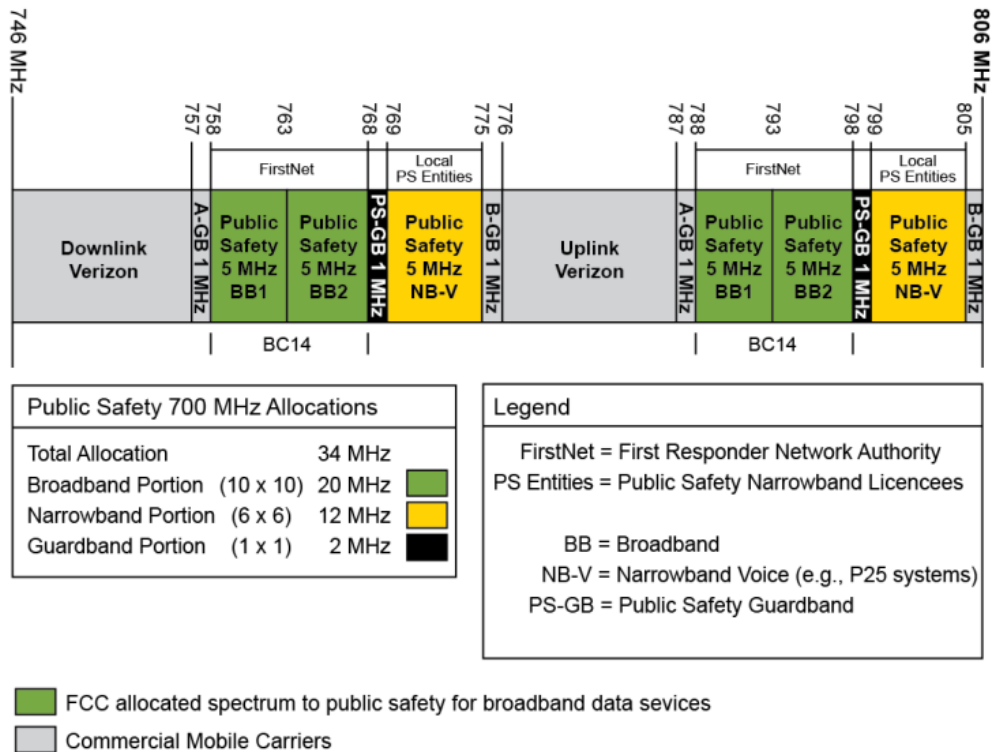 746 MHz
757
758
763
768
769
775
776
787
788
793
798
799
805
806 MHz
FirstNet
Local
PS Entities
FirstNet
Local
PS Entities
Downlink
Verizon
A-GB 1 MHz
Public
Safety
5 MHz
BB1
Public
Safety
5 MHz
BB2
PS-GB 1 MHz
Public
Safety
5 MHz
NB-V
B-GB 1 MHz
Uplink
Verizon
A-GB 1 MHz
Public
Safety
5 MHz
BB1
Public
Safety
5 MHz
BB2
PS-GB 1 MHz
Public
Safety
5 MHz
NB-V
B-GB 1 MHz
BC14
BC14
Public Safety 700 MHz Allocations
Total Allocation 34 MHz
Broadband Portion (10 x 10) 20 MHz
Narrowband Portion (6 x 6) 12 MHz
Guardband Portion (1 x 1) 2 MHz
Legend
FirstNet = First Responder Network Authority
PS Entities = Public Safety Narrowband Licencees
BB = Broadband
NB-V = Narrowband Voice (e.g., P25 systems)
PS-GB = Public Safety Guardband
FCC allocated spectrum to public safety for broadband data sevices
Commercial Mobile Carriers